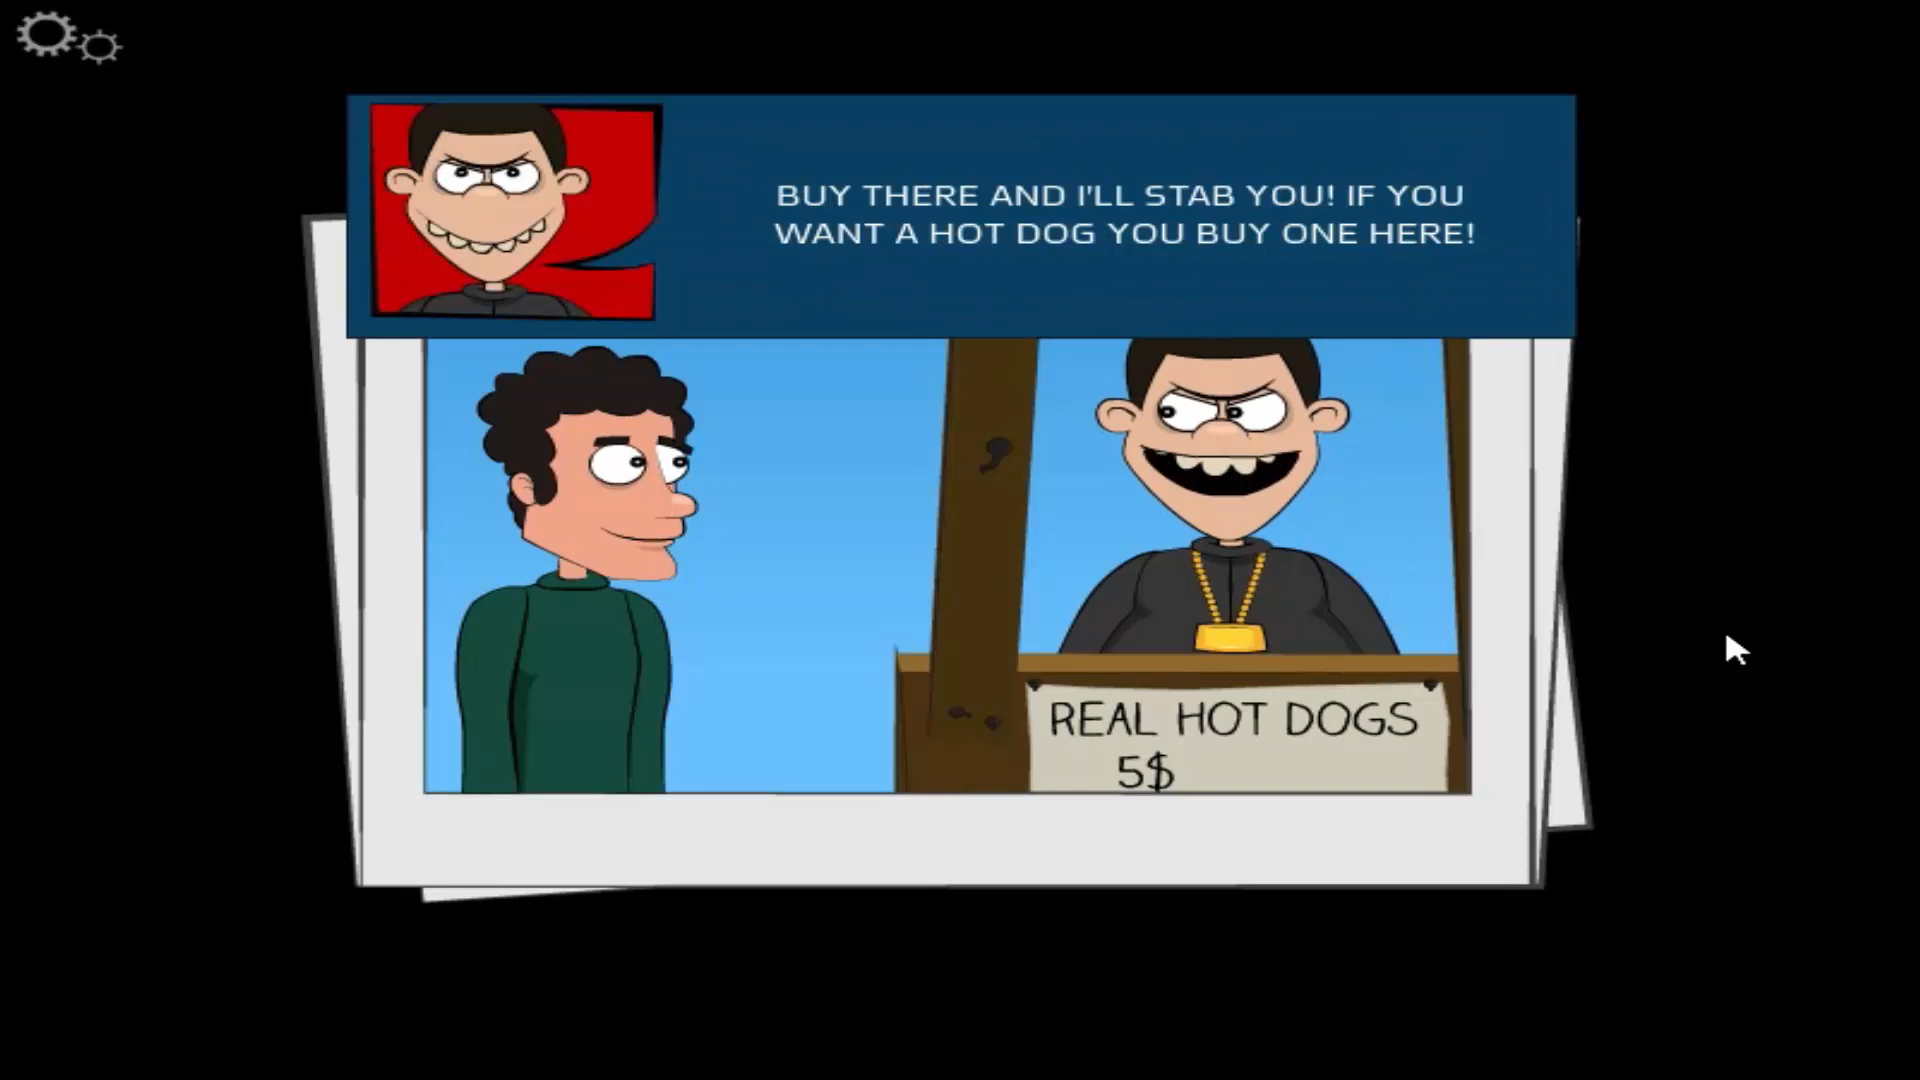 BUY THERE AND I'LL STAB YOU! IF YOU
WANT A HOT DOG YOU BUY ONE HERE!
REAL HOT DOGS
5$